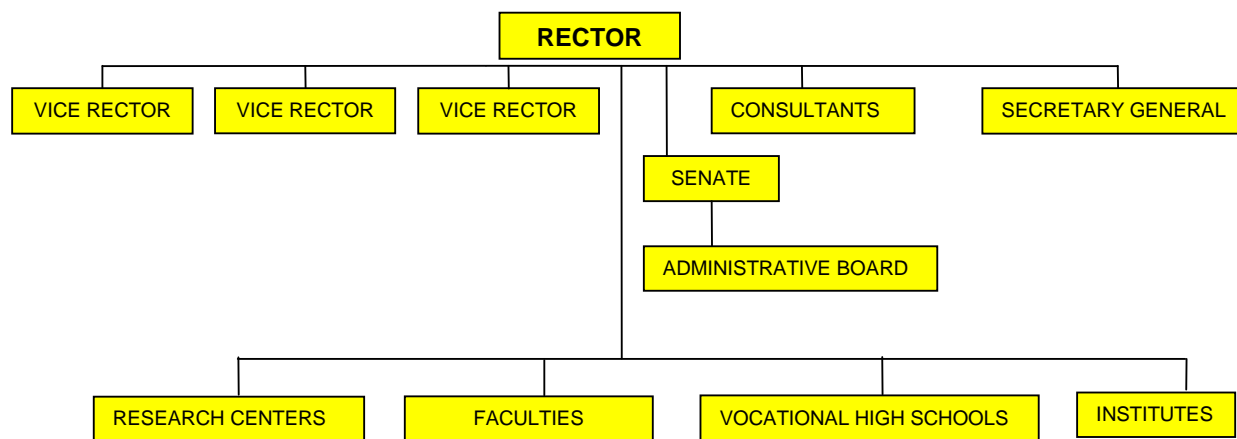 RECTOR
VICE RECTOR
VICE RECTOR
VICE RECTOR
CONSULTANTS
SECRETARY GENERAL
SENATE
ADMINISTRATIVE BOARD
RESEARCH CENTERS
FACULTIES
VOCATIONAL HIGH SCHOOLS
INSTITUTES